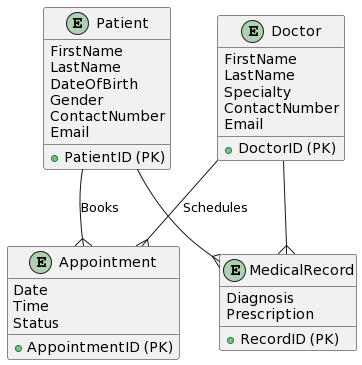 E Patient
FirstName
LastName
DateOfBirth
Gender
ContactNumber
Email
PatientID (PK)
E Doctor
FirstName
LastName
Specialty
ContactNumber
Email
DoctorID (PK)
Books
Schedules
E Appointment
Date
Time
Status
AppointmentID (PK)
E MedicalRecord
Diagnosis
Prescription
RecordID (PK)